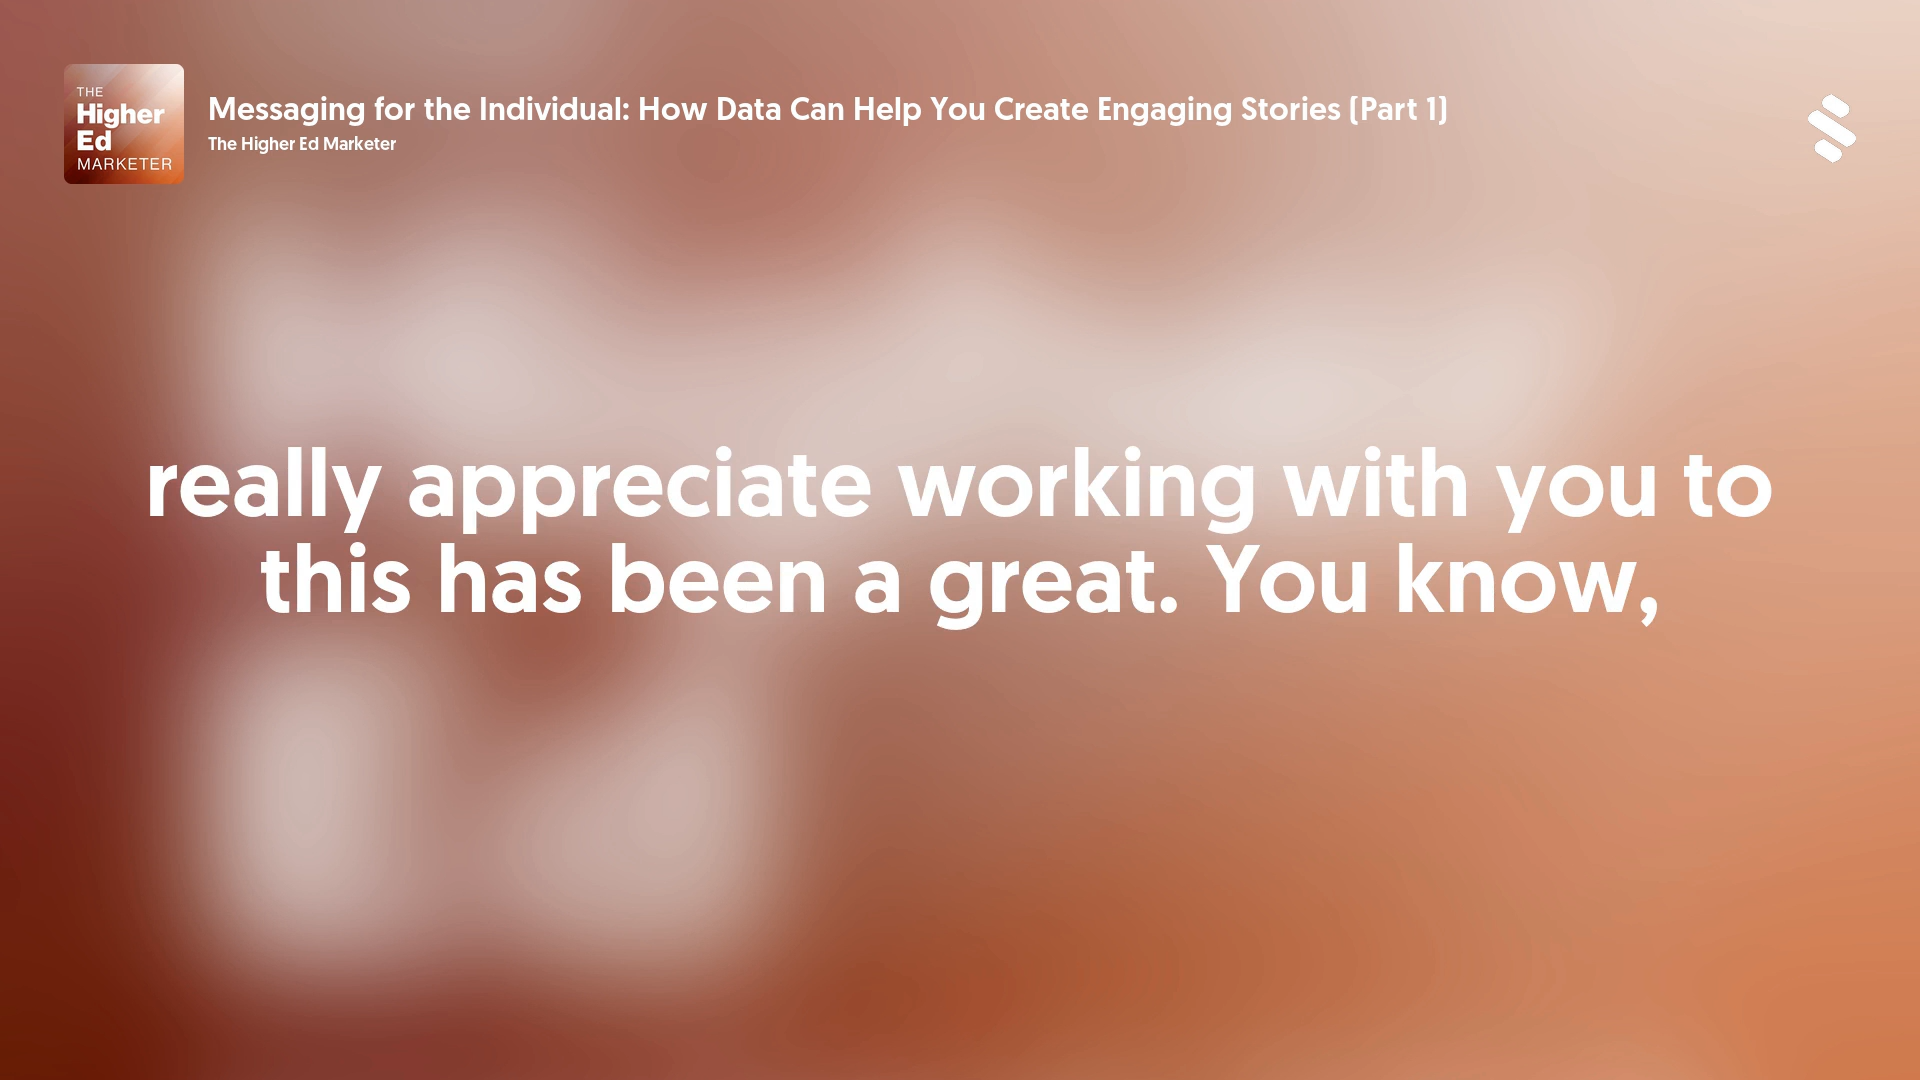 THE
Higher
Ed
MARKETER
Messaging for the Individual: How Data Can Help You Create Engaging Stories (Part 1)
The Higher Ed Marketer
really appreciate working with you to
this has been a great. You know,